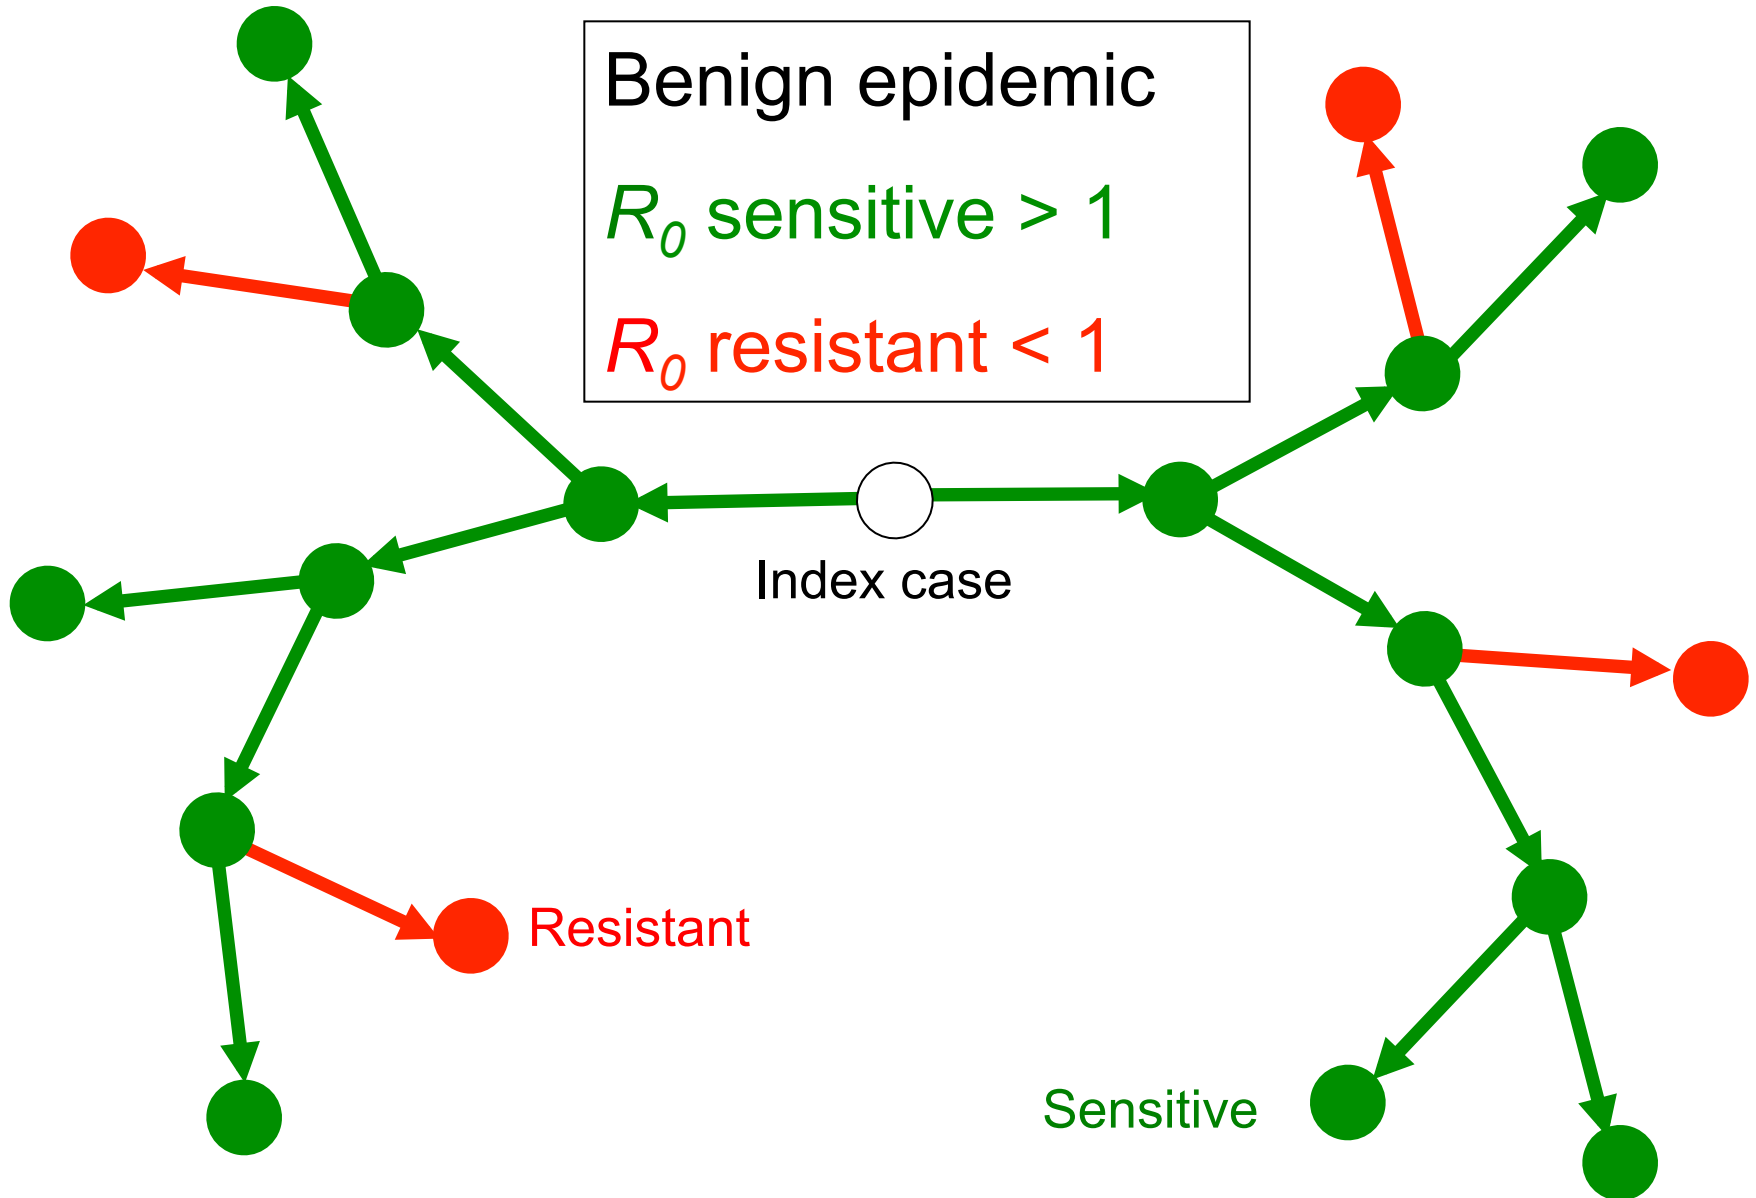 Benign epidemic
R0 sensitive > 1
R0 resistant < 1
Index case
Resistant
Sensitive